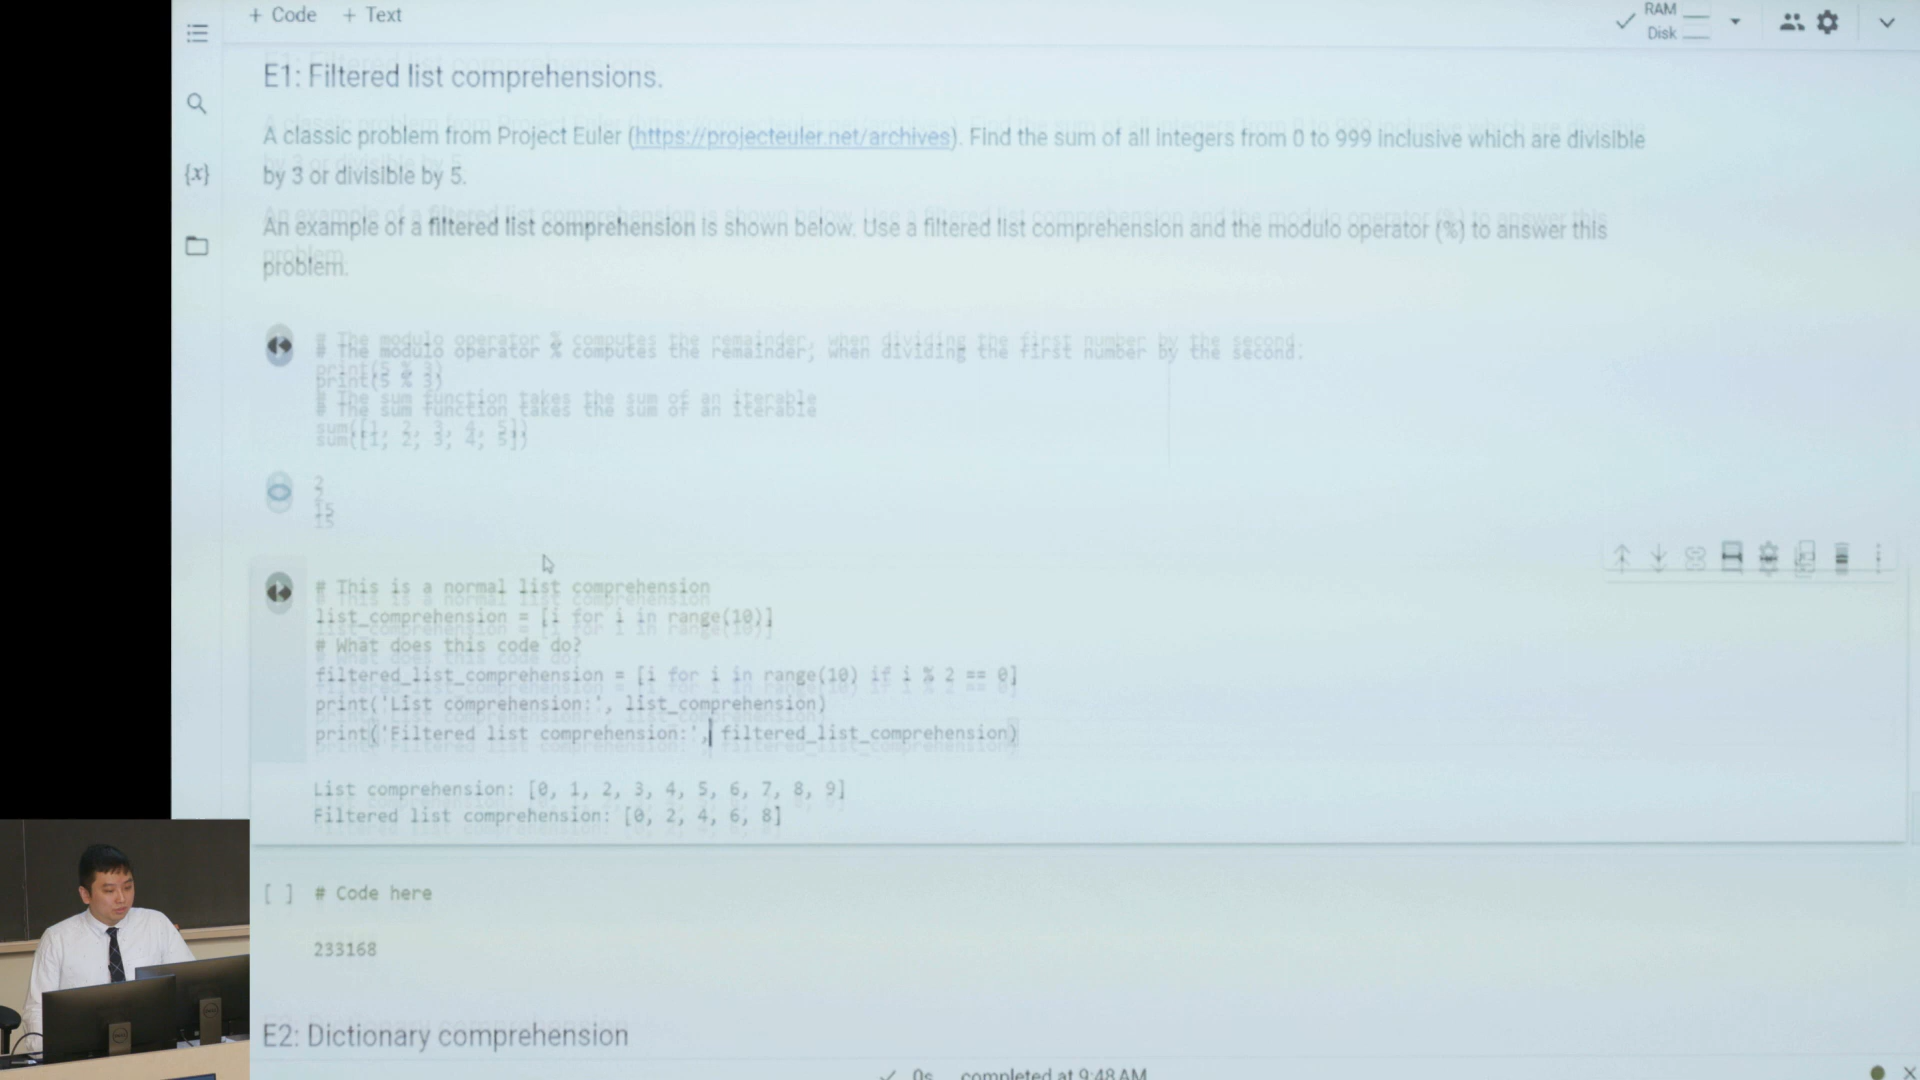 + Code + Text
RAM
Disk
E1: Filtered list comprehensions.
A classic problem from Project Euler (https://projecteuler.net/archives). Find the sum of all integers from 0 to 999 inclusive which are divisible
by 3 or divisible by 5.
An example of a filtered list comprehension is shown below. Use a filtered list comprehension and the modulo operator (%) to answer this
problem.
# The modulo operator % computes the remainder, when dividing the first number by the second.
print(5 % 3)
# The sum function takes the sum of an iterable
sum([1, 2, 3, 4, 5])
2
15
# This is a normal list comprehension
list_comprehension = [i for i in range(10)]
# What does this code do?
filtered_list_comprehension = [i for i in range(10) if i % 2 == 0]
print('List comprehension:', list_comprehension)
print('Filtered list comprehension:', filtered_list_comprehension)
List comprehension: [0, 1, 2, 3, 4, 5, 6, 7, 8, 9]
Filtered list comprehension: [0, 2, 4, 6, 8]
[ ] # Code here
233168
E2: Dictionary comprehension
0s completed at 9:48 AM